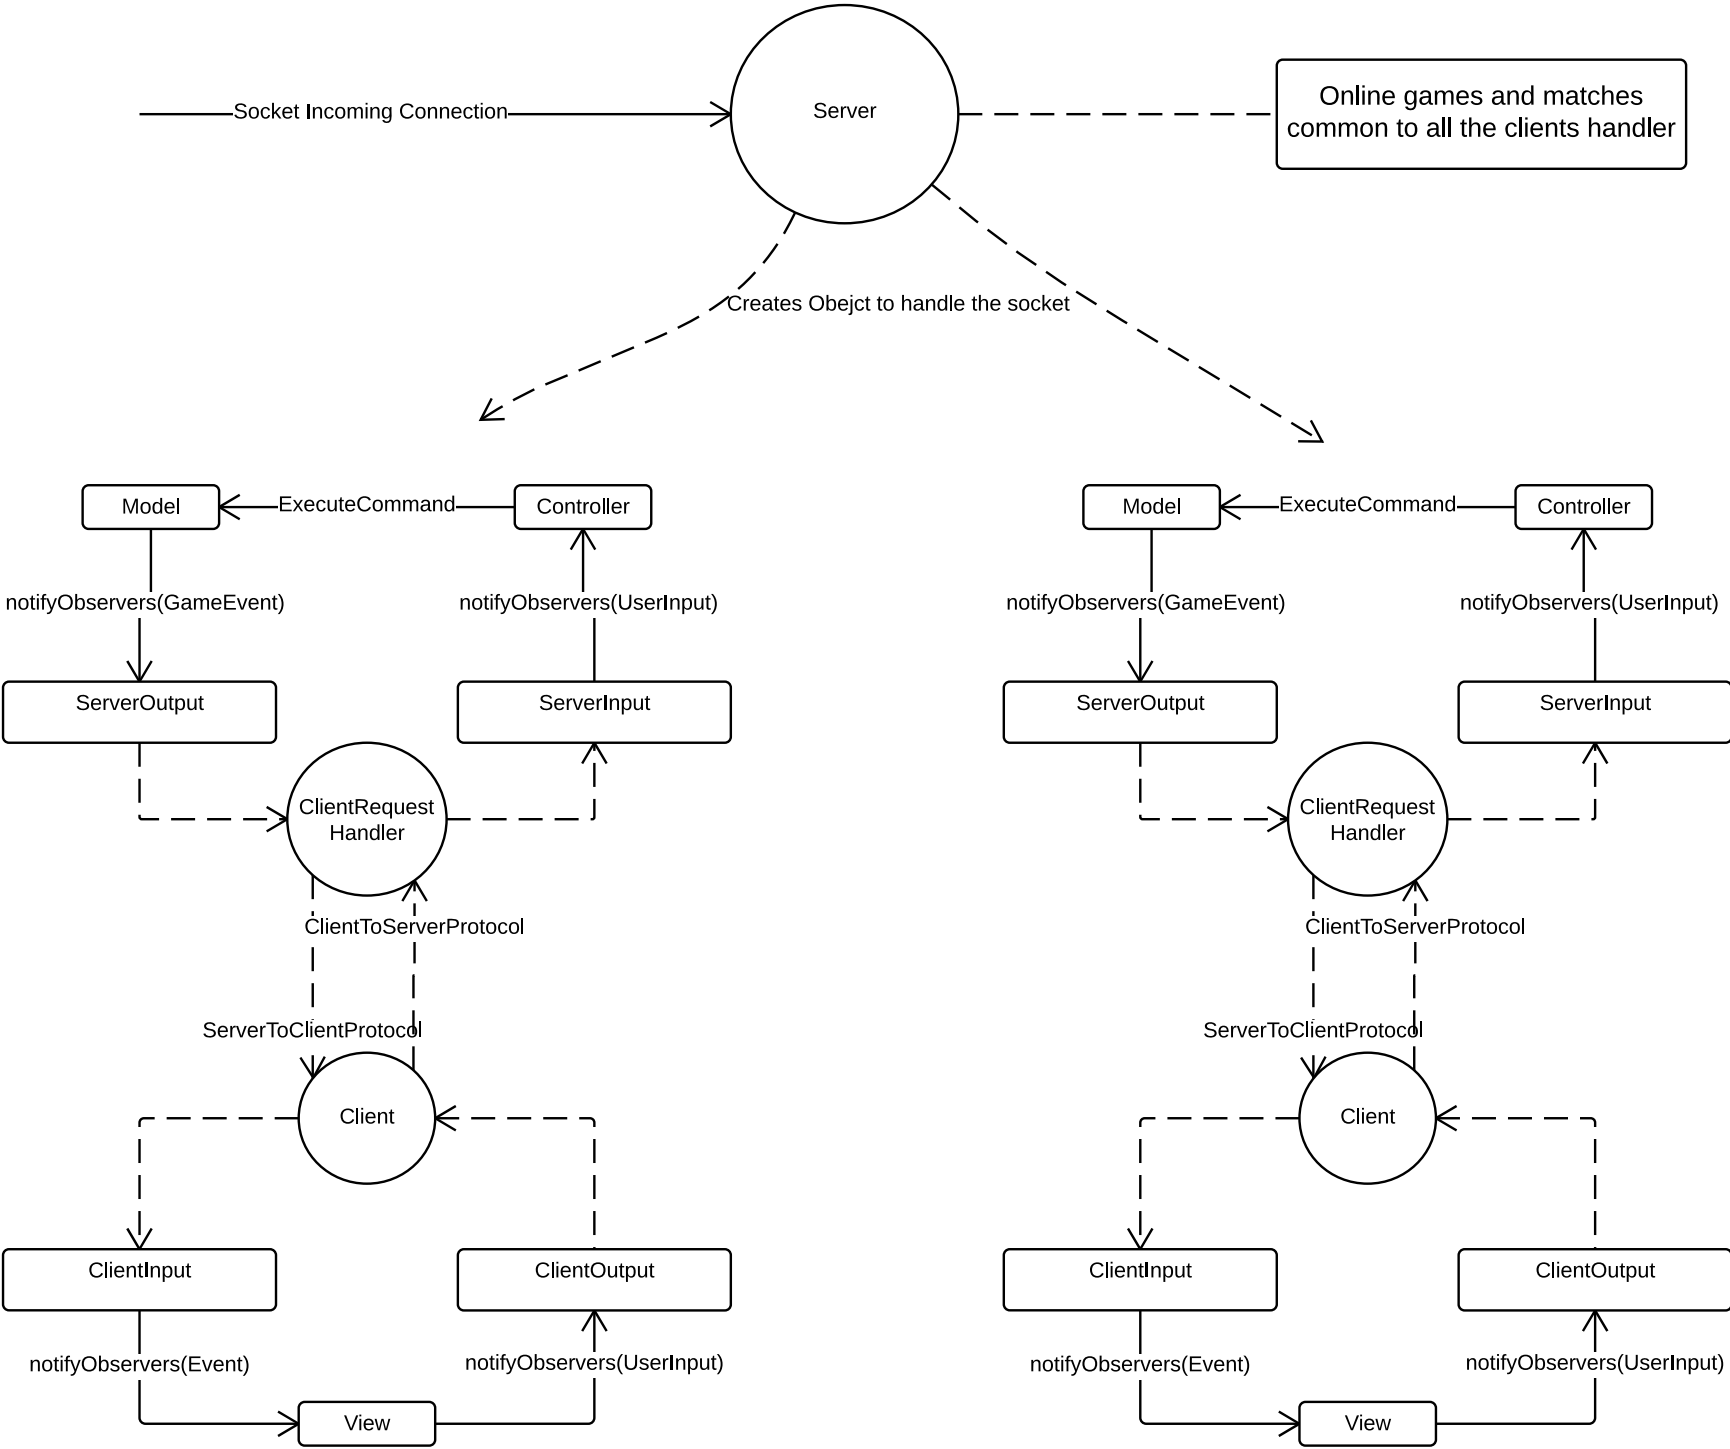 Socket Incoming Connection
Server
Online games and matches
common to all the clients handler
Creates Obejct to handle the socket
Model
ExecuteCommand
Controller
notifyObservers(GameEvent)
notifyObservers(UserInput)
ServerOutput
ServerInput
ClientRequest
Handler
ClientToServerProtocol
ServerToClientProtocol
Client
ClientInput
ClientOutput
notifyObservers(Event)
notifyObservers(UserInput)
View
Model
ExecuteCommand
Controller
notifyObservers(GameEvent)
notifyObservers(UserInput)
ServerOutput
ServerInput
ClientRequest
Handler
ClientToServerProtocol
ServerToClientProtocol
Client
ClientInput
ClientOutput
notifyObservers(Event)
notifyObservers(UserInput)
View